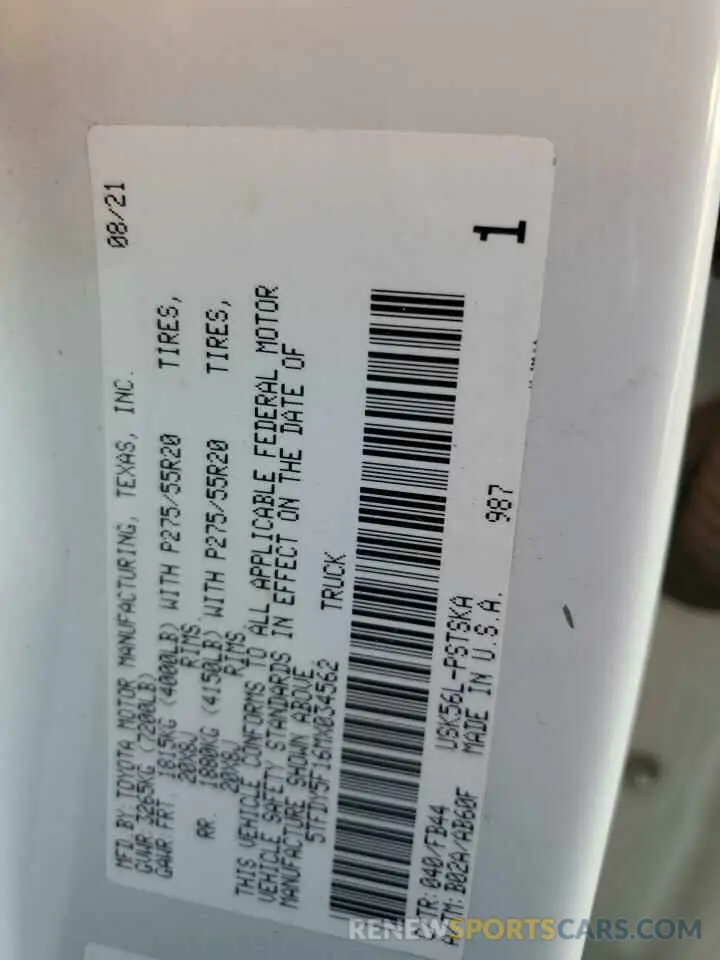 MFD.BY:TOYOTA MOTOR MANUFACTURING, TEXAS, INC. 08/21
GVWR: 3265KG (7200LB)
GAWR FRT. 1815KG (4000LB) WITH P275/55R20 TIRES,
20X8J RIMS
RR. 1880KG (4150LB) WITH P275/55R20 TIRES,
20X8J RIMS
THIS VEHICLE CONFORMS TO ALL APPLICABLE FEDERAL MOTOR
VEHICLE SAFETY STANDARDS IN EFFECT ON THE DATE OF
MANUFACTURE SHOWN ABOVE
5TFDY5F16MX034562 TRUCK
1
C/TR:040/FB44 USK56L-PSTSKA
A/TM:B02A/AB60F MADE IN U.S.A. 987
RENEWSPORTSCARS.COM